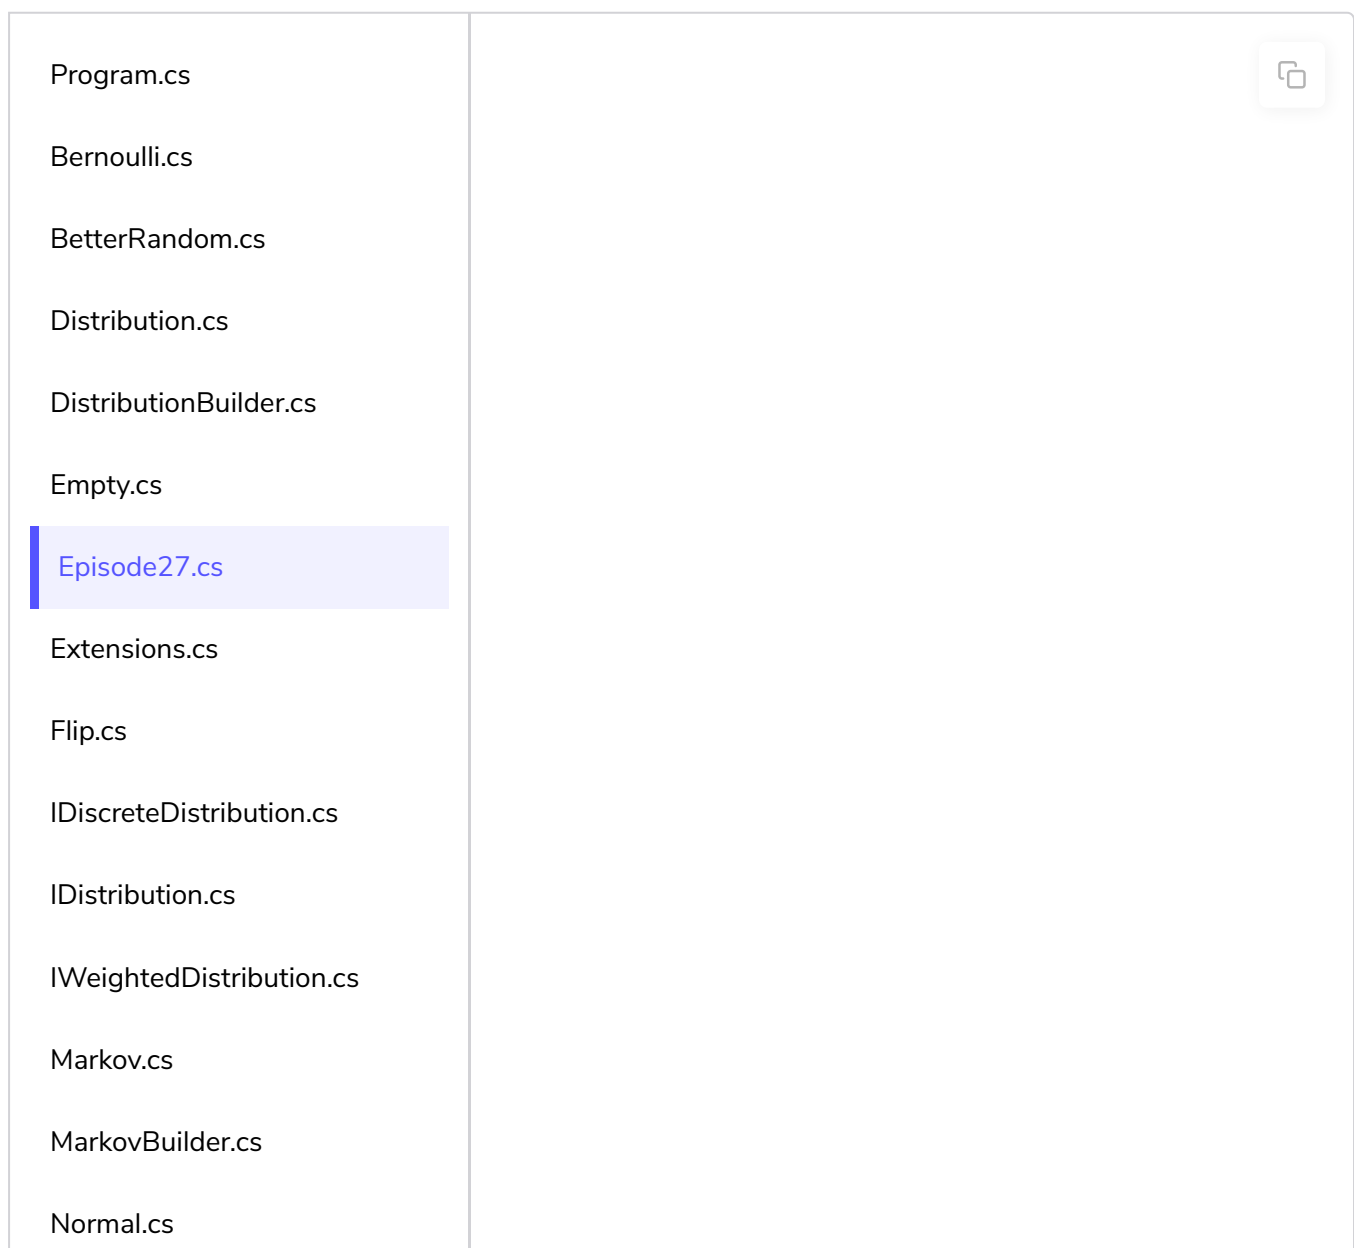 Program.cs
Bernoulli.cs
BetterRandom.cs
Distribution.cs
DistributionBuilder.cs
Empty.cs
Episode27.cs
Extensions.cs
Flip.cs
IDiscreteDistribution.cs
IDistribution.cs
IWeightedDistribution.cs
Markov.cs
MarkovBuilder.cs
Normal.cs